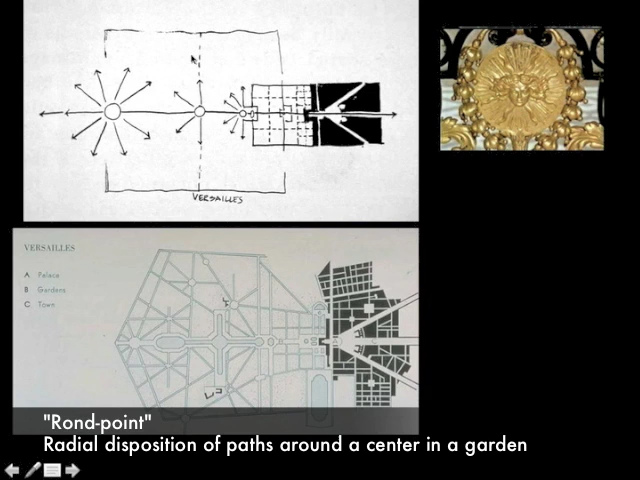 VERSAILLES
VERSAILLES
A Palace
B Gardens
C Town
"Rond-point"
Radial disposition of paths around a center in a garden